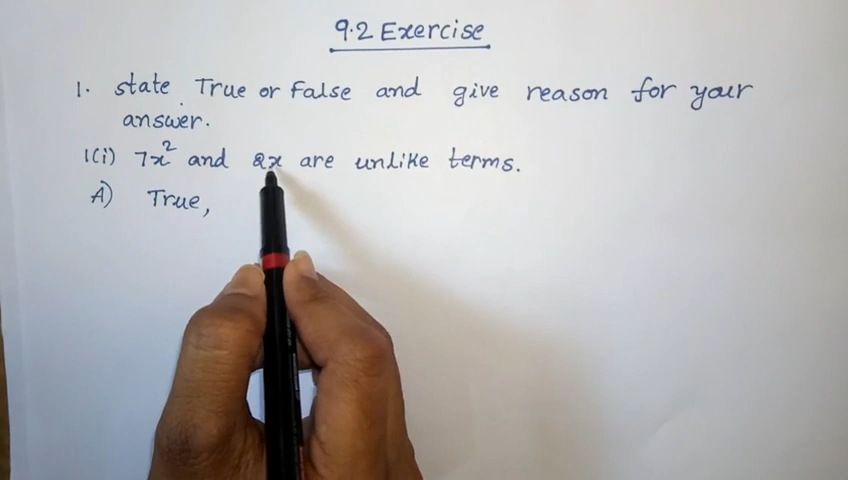 9.2 Exercise
1. state True or False and give reason for your
answer.
1(i) 7x² and 2x are unlike terms.
A) True,